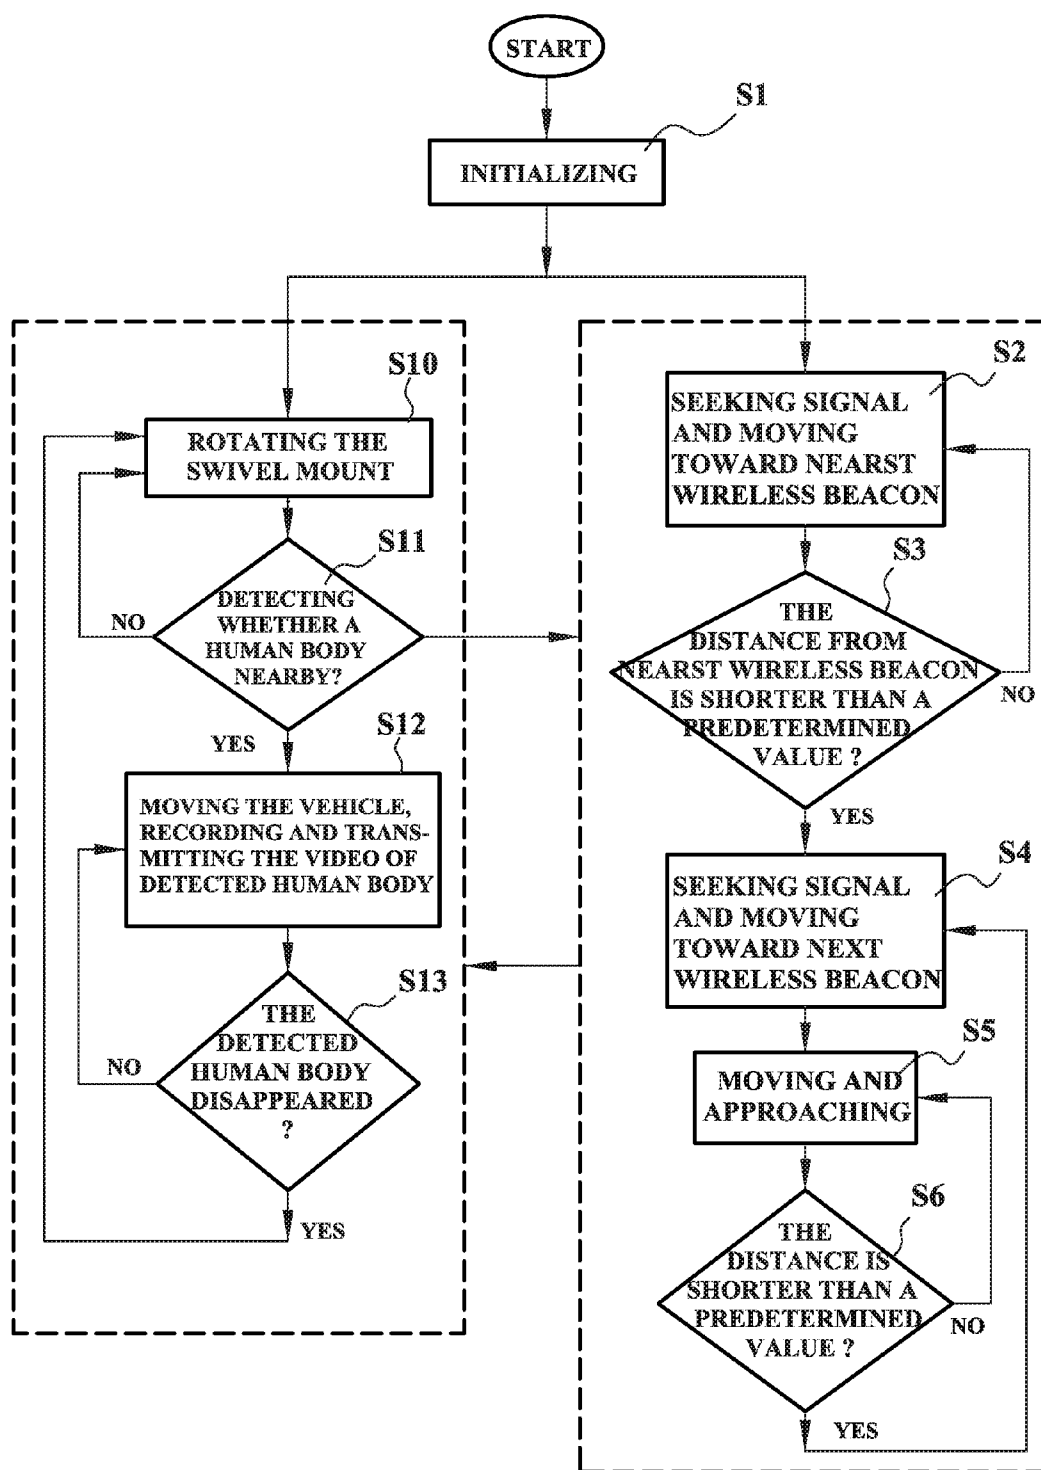 START
S1
INITIALIZING
S10
ROTATING THE
SWIVEL MOUNT
S11
DETECTING
WHETHER A
HUMAN BODY
NEARBY?
NO
YES
S12
MOVING THE VEHICLE,
RECORDING AND TRANS-
MITTING THE VIDEO OF
DETECTED HUMAN BODY
S13
THE
DETECTED
HUMAN BODY
DISAPPEARED
?
NO
YES
S2
SEEKING SIGNAL
AND MOVING
TOWARD NEARST
WIRELESS BEACON
S3
THE
DISTANCE FROM
NEARST WIRELESS BEACON
IS SHORTER THAN A
PREDETERMINED
VALUE ?
NO
YES
S4
SEEKING SIGNAL
AND MOVING
TOWARD NEXT
WIRELESS BEACON
S5
MOVING AND
APPROACHING
S6
THE
DISTANCE IS
SHORTER THAN A
PREDETERMINED
VALUE ?
NO
YES